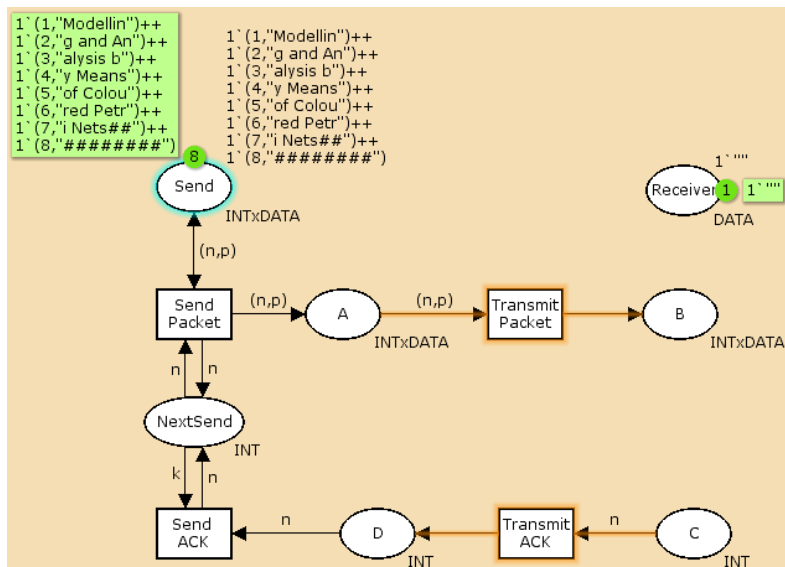 1`(1,"Modellin")++
1`(2,"g and An")++
1`(3,"alysis b")++
1`(4,"y Means")++
1`(5,"of Colou")++
1`(6,"red Petr")++
1`(7,"i Nets##")++
1`(8,"########")
1`(1,"Modellin")++
1`(2,"g and An")++
1`(3,"alysis b")++
1`(4,"y Means")++
1`(5,"of Colou")++
1`(6,"red Petr")++
1`(7,"i Nets##")++
1`(8,"########")
8
Send
INTxDATA
1`""
Receiver
1
1`""
DATA
(n,p)
Send
Packet
(n,p)
A
INTxDATA
(n,p)
Transmit
Packet
B
INTxDATA
n
n
NextSend
INT
k
n
Send
ACK
n
D
INT
Transmit
ACK
n
C
INT